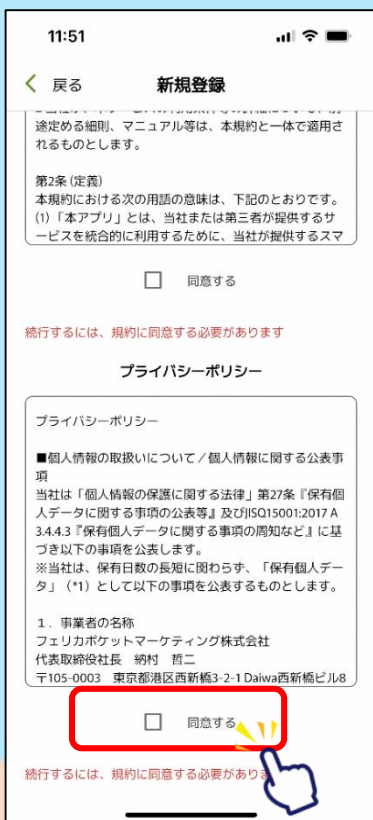 11:51
戻る 新規登録
途定める細則、マニュアル等は、本規約と一体で適用さ
れるものとします。
第2条 (定義)
本規約における次の用語の意味は、下記のとおりです。
(1)「本アプリ」とは、当社または第三者が提供するサ
ービスを統合的に利用するために、当社が提供するスマ
同意する
続行するには、規約に同意する必要があります
プライバシーポリシー
プライバシーポリシー
■個人情報の取扱いについて／個人情報に関する公表事
項
当社は「個人情報の保護に関する法律」第27条『保有個
人データに関する事項の公表等』及びJISQ15001:2017 A
3.4.4.3『保有個人データに関する事項の周知など』に基
づき以下の事項を公表します。
※当社は、保有日数の長短に関わらず、「保有個人デー
タ」（*1）として以下の事項を公表するものとします。
１．事業者の名称
フェリカポケットマーケティング株式会社
代表取締役社長　納村　哲二
〒105-0003　東京都港区西新橋3-2-1 Daiwa西新橋ビル8
同意する
続行するには、規約に同意する必要があり